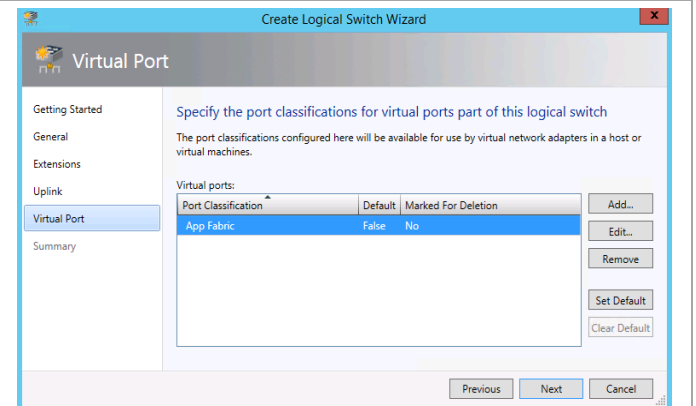 Create Logical Switch Wizard
x
Virtual Port
Getting Started
General
Extensions
Uplink
Virtual Port
Summary
Specify the port classifications for virtual ports part of this logical switch
The port classifications configured here will be available for use by virtual network adapters in a host or
virtual machines.
Virtual ports:
Port Classification Default Marked For Deletion
App Fabric False No
Add...
Edit...
Remove
Set Default
Clear Default
Previous Next Cancel